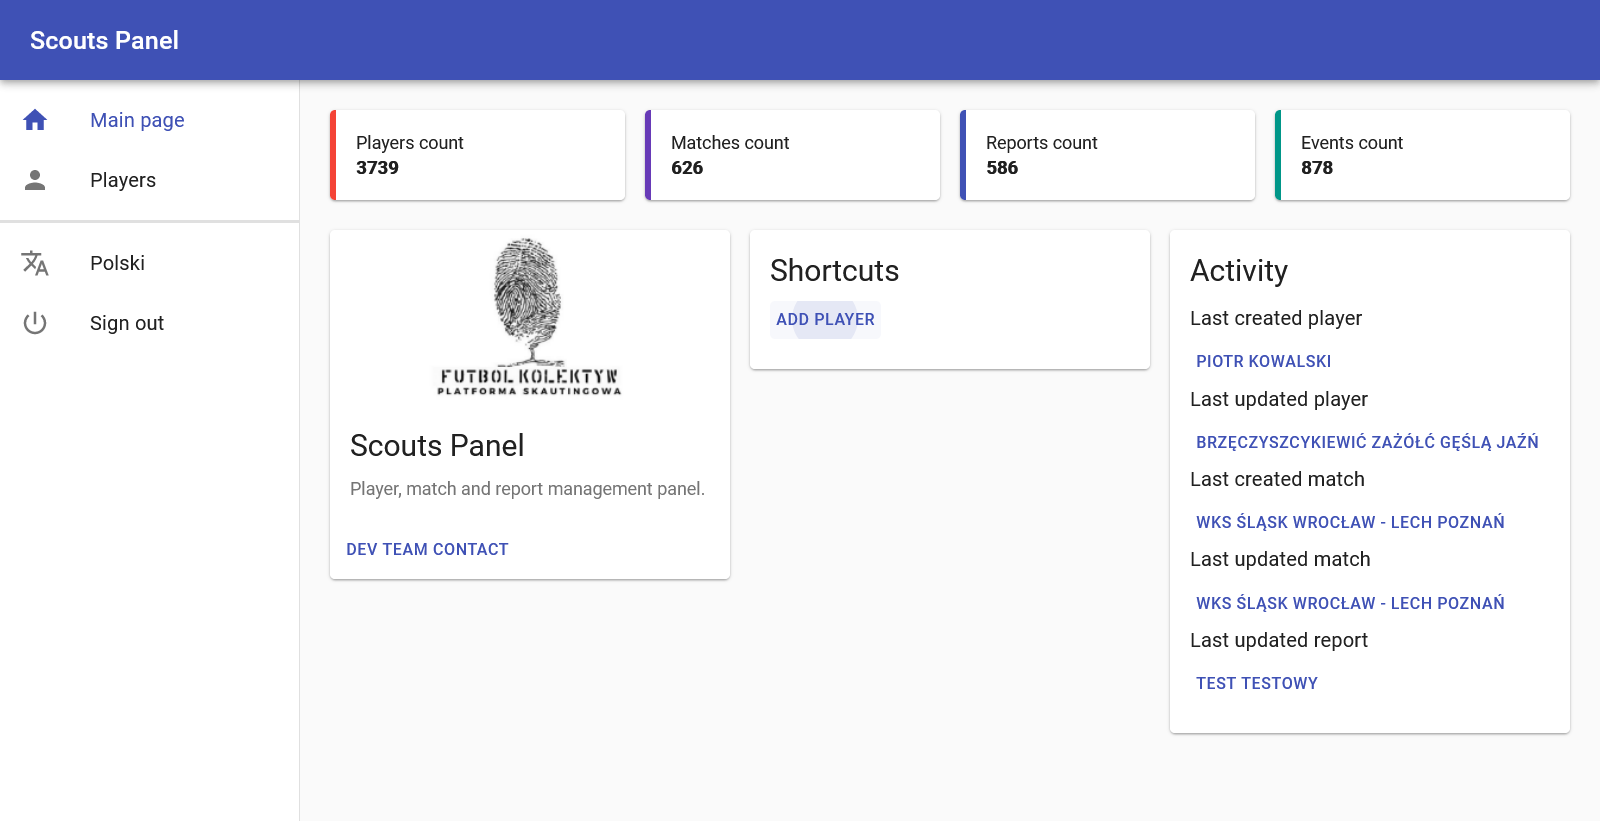 Scouts Panel
Main page
Players
Polski
Sign out
Players count
3739
Matches count
626
Reports count
586
Events count
878
FUTBOL KOLEKTYW
PLATFORMA SKAUTINGOWA
Scouts Panel
Player, match and report management panel.
DEV TEAM CONTACT
Shortcuts
ADD PLAYER
Activity
Last created player
PIOTR KOWALSKI
Last updated player
BRZĘCZYSZCYKIEWIĆ ZAŻÓŁĆ GĘŚLĄ JAŹŃ
Last created match
WKS ŚLĄSK WROCŁAW - LECH POZNAŃ
Last updated match
WKS ŚLĄSK WROCŁAW - LECH POZNAŃ
Last updated report
TEST TESTOWY